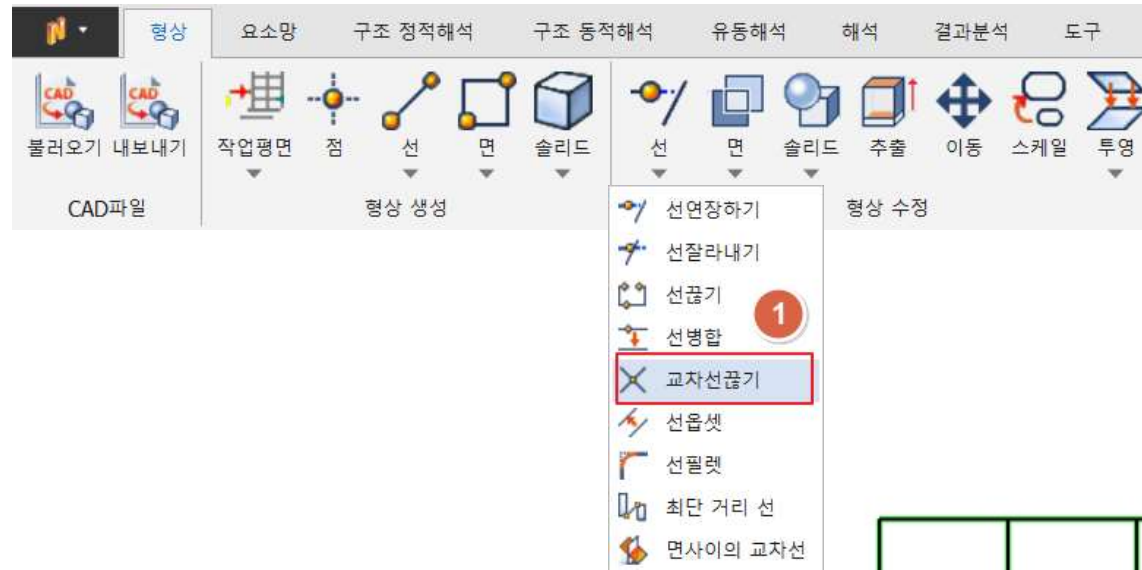 형상 요소망 구조 정적해석 구조 동적해석 유동해석 해석 결과분석 도구
CAD CAD
불러오기 내보내기 작업평면 점 선 면 솔리드 선 면 솔리드 추출 이동 스케일 투영
CAD파일 형상 생성 형상 수정
선연장하기
선잘라내기
선끊기
1
선병합
교차선끊기
선옵셋
선필렛
최단 거리 선
면사이의 교차선